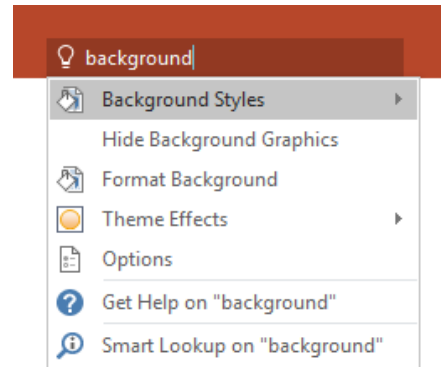 background
Background Styles
Hide Background Graphics
Format Background
Theme Effects
Options
Get Help on "background"
Smart Lookup on "background"